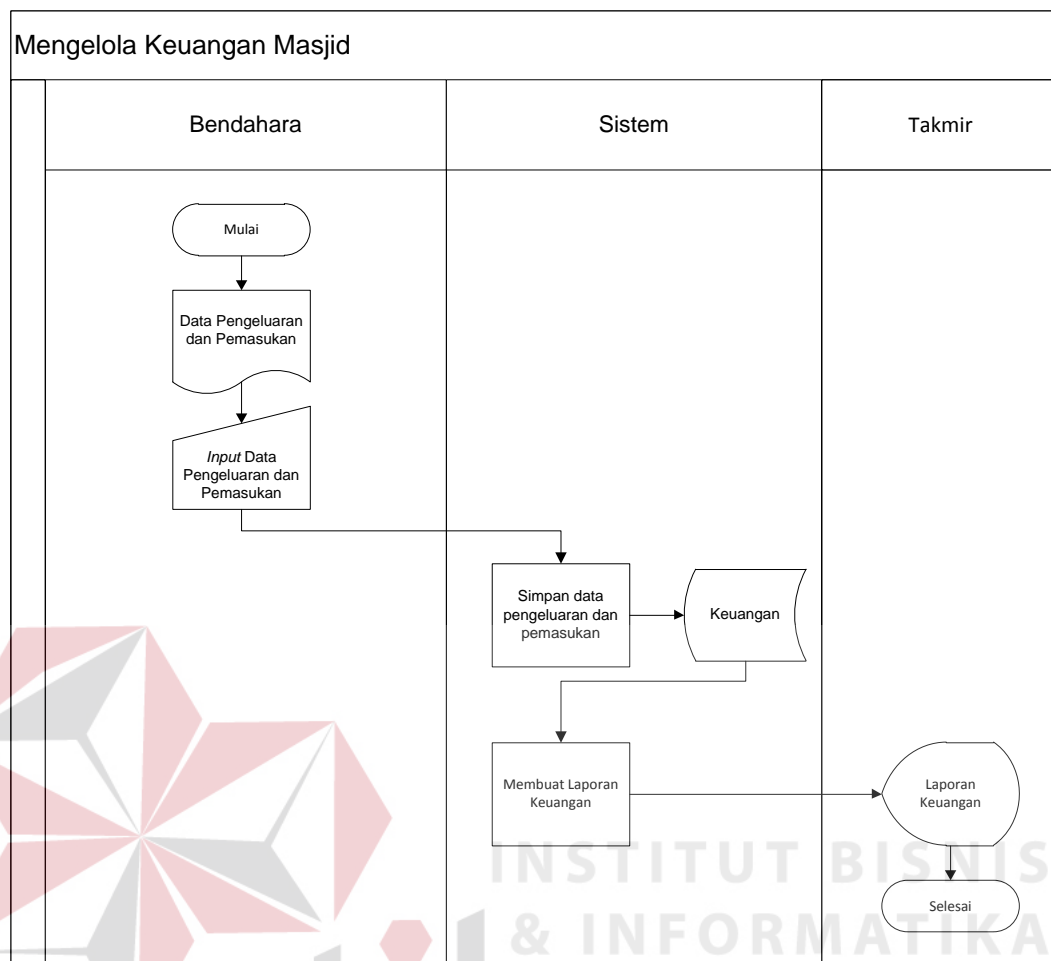 Mengelola Keuangan Masjid
Bendahara
Sistem
Takmir
Mulai
Data Pengeluaran
dan Pemasukan
Input Data
Pengeluaran dan
Pemasukan
Simpan data
pengeluaran dan
pemasukan
Keuangan
Membuat Laporan
Keuangan
Laporan
Keuangan
Selesai
INSTITUT BISNIS
& INFORMATIKA